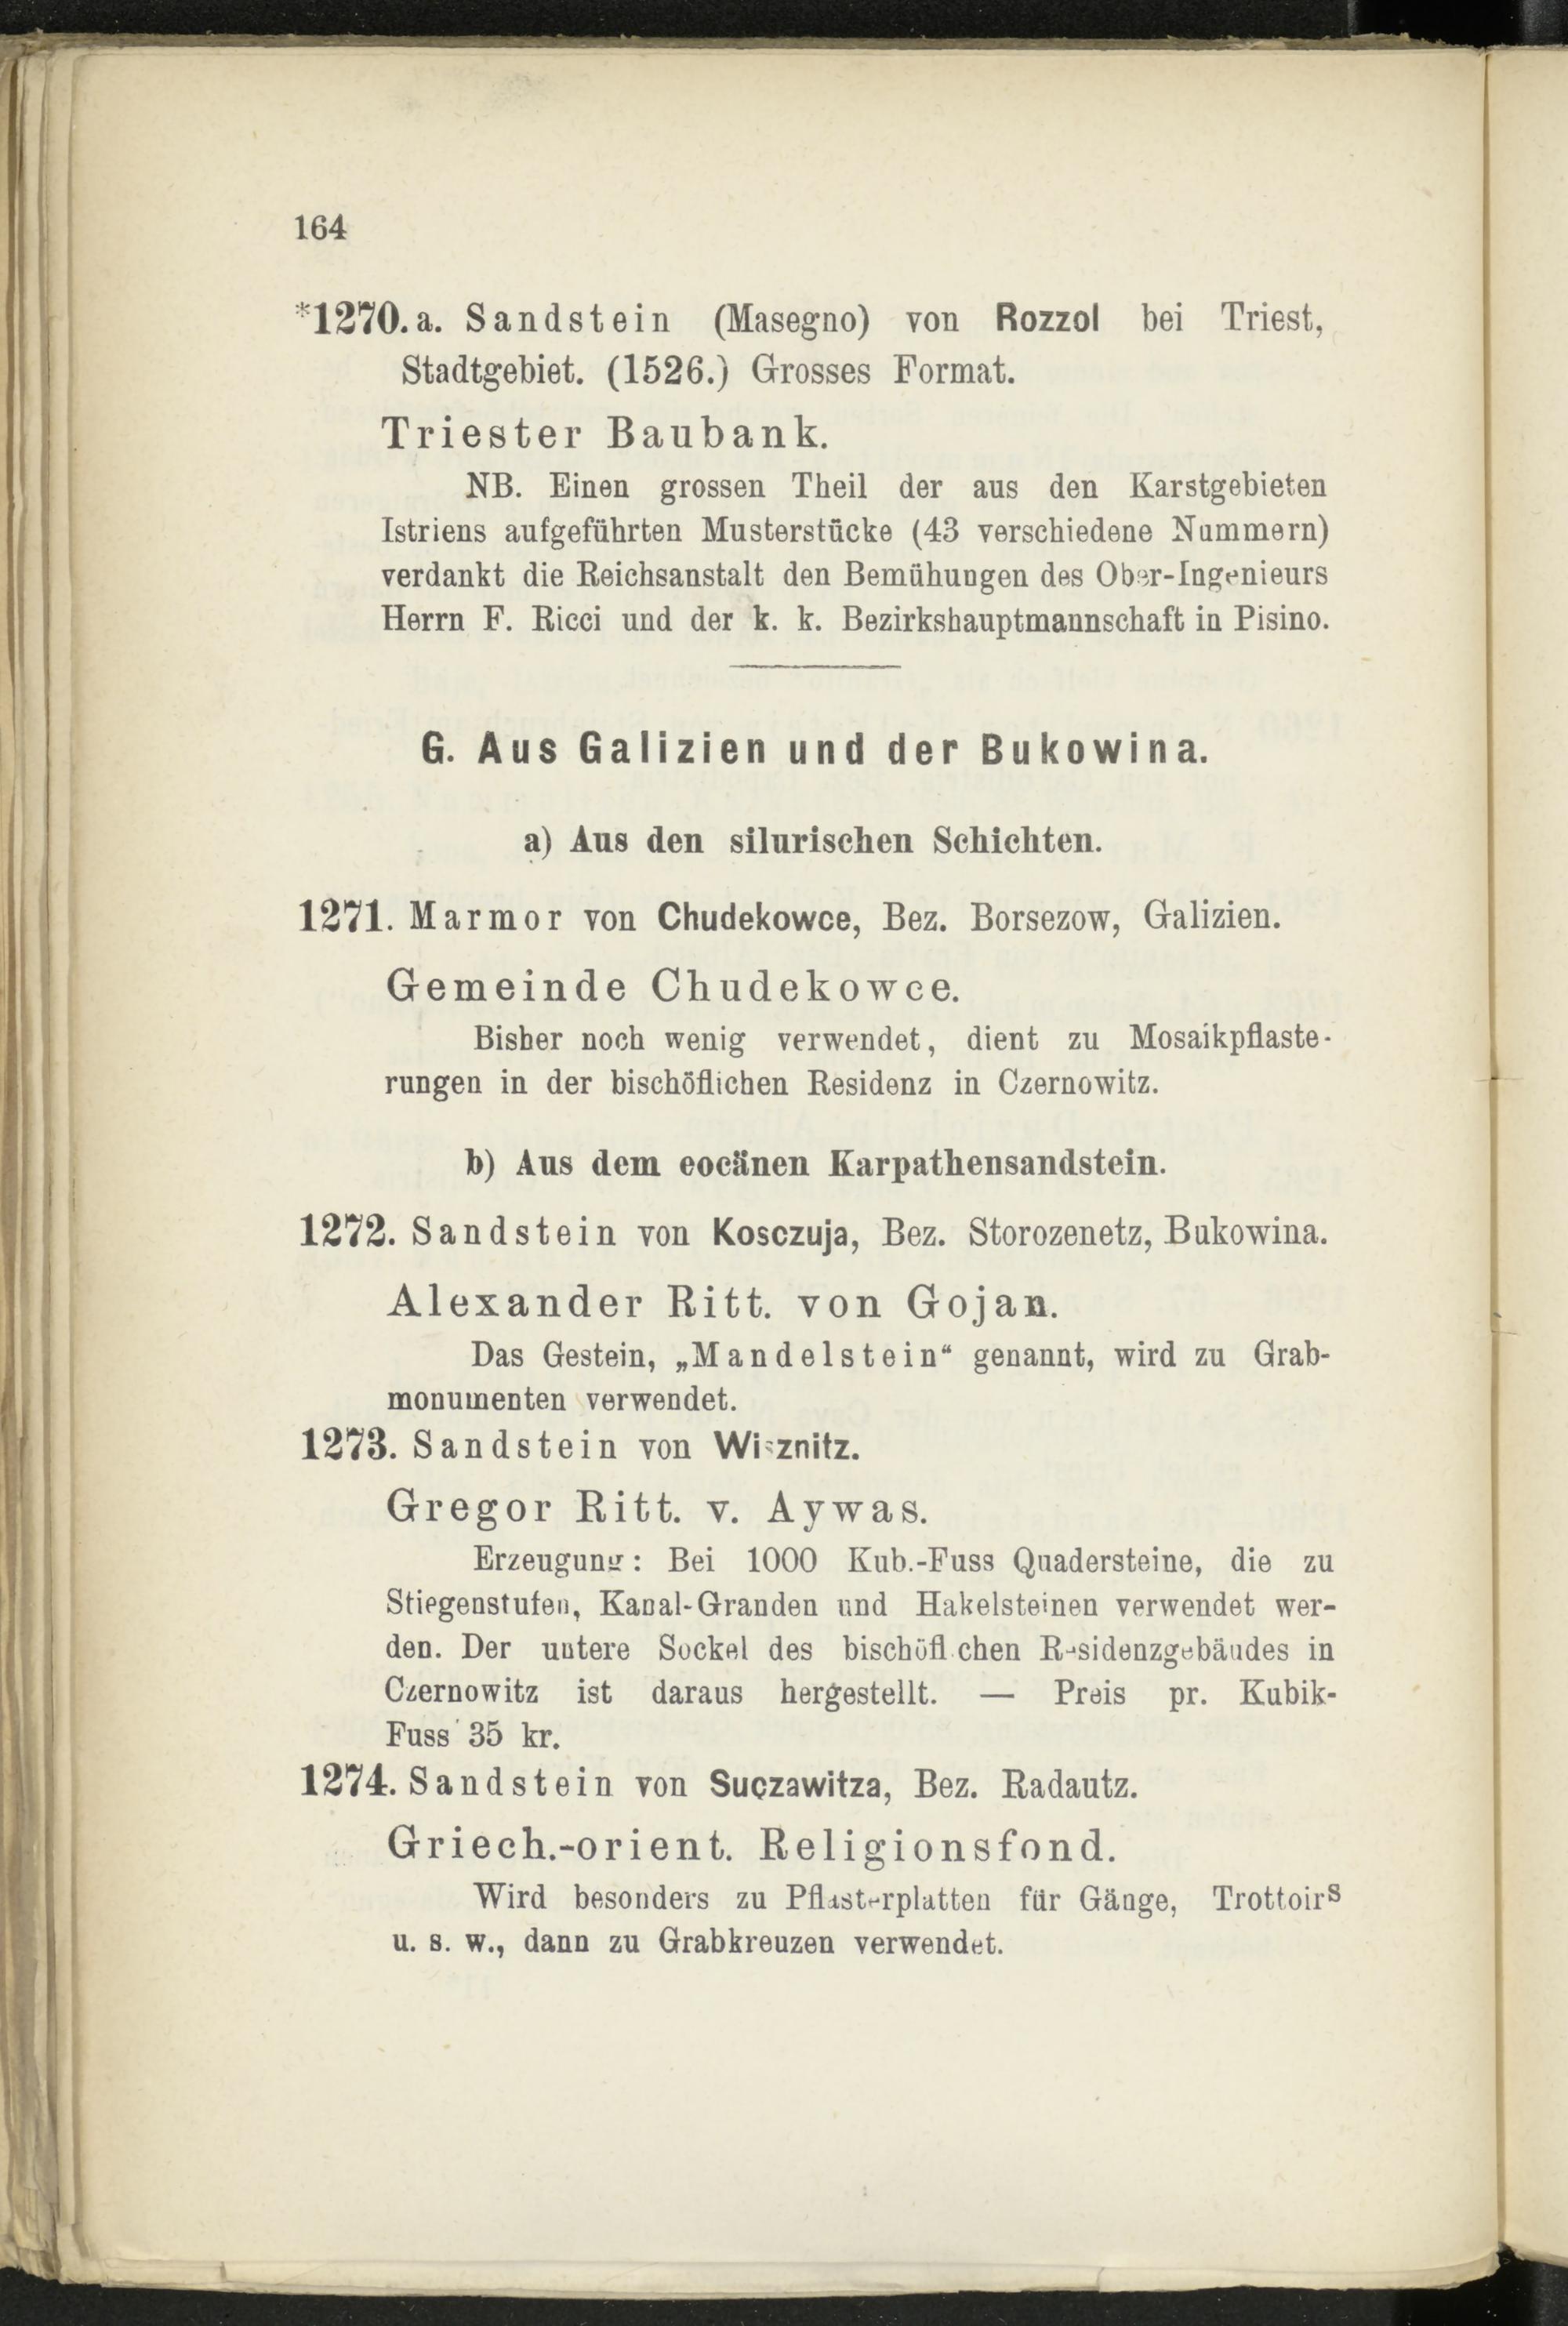 164
*1270. a. Sandstein (Masegno) von Rozzol bei Triest,
Stadtgebiet. (1526.) Grosses Format.
Triester Baubank.
NB. Einen grossen Theil der aus den Karstgebieten
Istriens aufgeführten Musterstücke (43 verschiedene Nummern)
verdankt die Reichsanstalt den Bemühungen des Ober-Ingenieurs
Herrn F. Ricci und der k. k. Bezirkshauptmannschaft in Pisino.
G. Aus Galizien und der Bukowina.
a) Aus den silurischen Schichten.
1271. Marmor von Chudekowce, Bez. Borsezow, Galizien.
Gemeinde Chudekowce.
Bisher noch wenig verwendet, dient zu Mosaikpflaste-
rungen in der bischöflichen Residenz in Czernowitz.
b) Aus dem eocänen Karpathensandstein.
1272. Sandstein von Kosczuja, Bez. Storozenetz, Bukowina.
Alexander Ritt. von Gojan.
Das Gestein, „Mandelstein“ genannt, wird zu Grab-
monumenten verwendet.
1273. Sandstein von Wisznitz.
Gregor Ritt. v. Aywas.
Erzeugung: Bei 1000 Kub.-Fuss Quadersteine, die zu
Stiegenstufen, Kanal-Granden und Hakelsteinen verwendet wer-
den. Der untere Sockel des bischöflichen Residenzgebäudes in
Czernowitz ist daraus hergestellt. — Preis pr. Kubik-
Fuss 35 kr.
1274. Sandstein von Suczawitza, Bez. Radautz.
Griech.-orient. Religionsfond.
Wird besonders zu Pflasterplatten für Gänge, Trottoirs
u. s. w., dann zu Grabkreuzen verwendet.